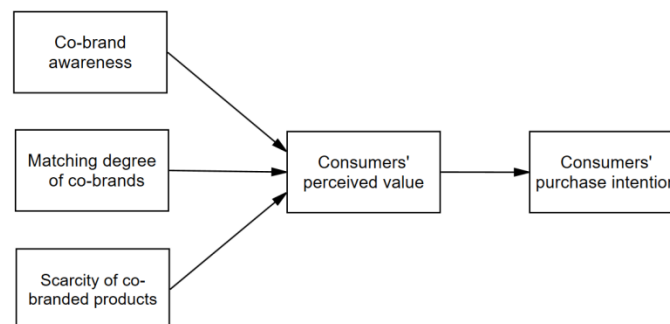 Co-brand
awareness
Matching degree
of co-brands
Scarcity of co-
branded products
Consumers'
perceived value
Consumers'
purchase intention